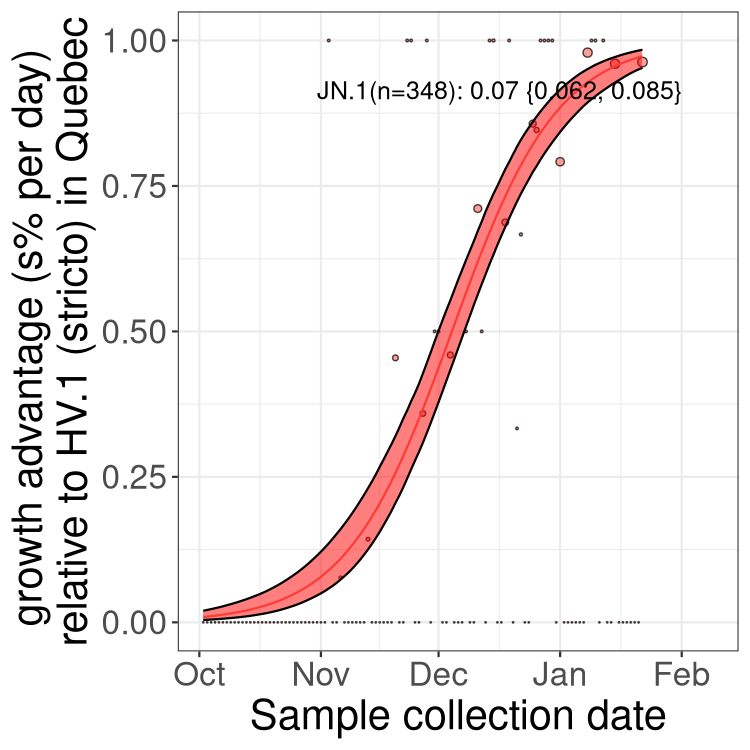 growth advantage (s% per day)
relative to HV.1 (stricto) in Quebec
1.00
0.75
0.50
0.25
0.00
JN.1(n=348): 0.07 {0.062, 0.085}
Oct Nov Dec Jan Feb
Sample collection date